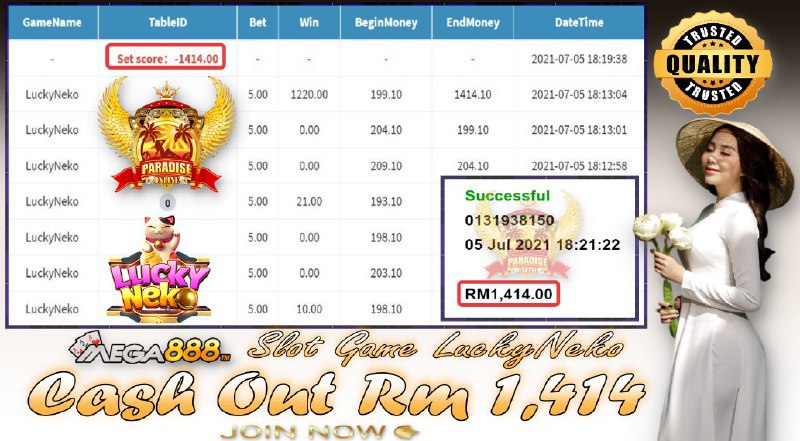 GameName TableID Bet Win BeginMoney EndMoney DateTime
- Set score：-1414.00 - - - - 2021-07-05 18:19:38
LuckyNeko 5.00 1220.00 199.10 1414.10 2021-07-05 18:13:04
LuckyNeko 5.00 0.00 204.10 199.10 2021-07-05 18:13:01
LuckyNeko 5.00 0.00 209.10 204.10 2021-07-05 18:12:58
LuckyNeko 0 5.00 21.00 193.10
LuckyNeko 5.00 0.00 198.10
LuckyNeko 5.00 0.00 203.10
LuckyNeko 5.00 10.00 198.10
PARADISE
ONLINE
LUCKY
NEKO
Successful
0131938150
05 Jul 2021 18:21:22
PARADISE
RM1,414.00
TRUSTED
QUALITY
TRUSTED
MEGA888 TM Slot Game LuckyNeko
Cash Out Rm 1,414
JOIN NOW